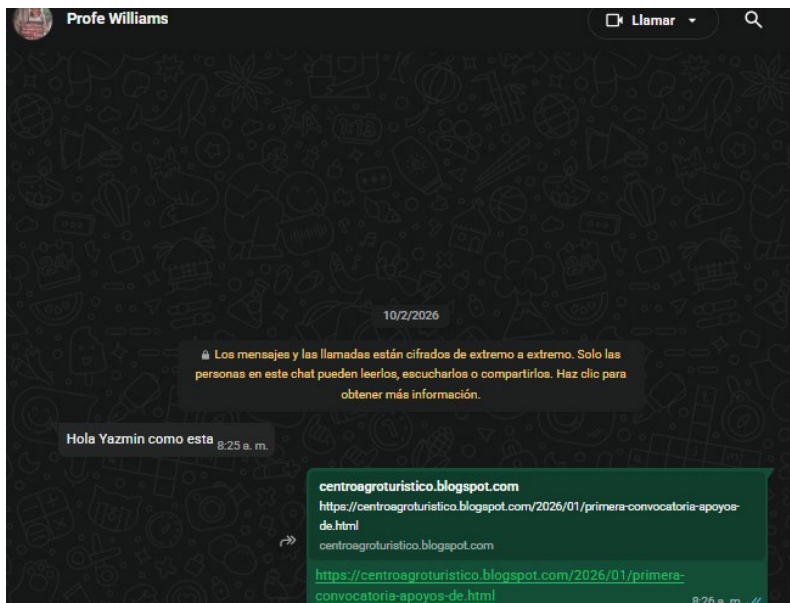 Profe Williams
Llamar
10/2/2026
Los mensajes y las llamadas están cifrados de extremo a extremo. Solo las
personas en este chat pueden leerlos, escucharlos o compartirlos. Haz clic para
obtener más información.
Hola Yazmin como esta 8:25 a. m.
centroagroturistico.blogspot.com
https://centroagroturistico.blogspot.com/2026/01/primera-convocatoria-apoyos-
de.html
centroagroturistico.blogspot.com
https://centroagroturistico.blogspot.com/2026/01/primera-
convocatoria-apoyos-de.html 8:26 a. m.